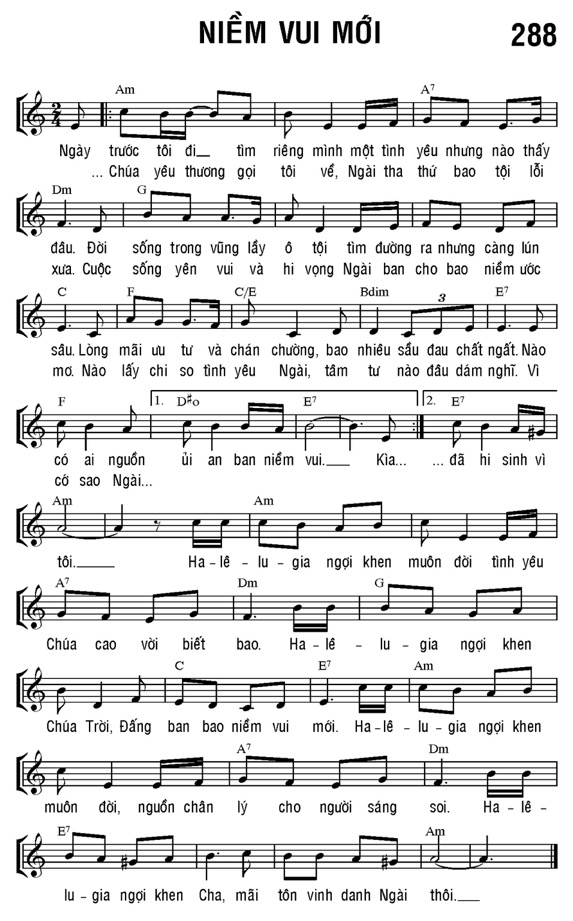 NIỀM VUI MỚI
288
Am A7
Ngày trước tôi đi__ tìm riêng mình một tình yêu nhưng nào thấy
... Chúa yêu thương gọi tôi về, Ngài tha thứ bao tội lỗi
Dm G
đâu. Đời sống trong vũng lầy ô tội tìm đường ra nhưng càng lún
xưa. Cuộc sống yên vui và hi vọng Ngài ban cho bao niềm ước
C F C/E Bdim E7
3
sâu. Lòng mãi ưu tư và chán chường, bao nhiêu sầu đau chất ngất. Nào
mơ. Nào lấy chi so tình yêu Ngài, tâm tư nào đâu dám nghĩ. Vì
F 1. D#o E7 2. E7
có ai nguồn ủi an ban niềm vui.__ Kìa... ... đã hi sinh vì
cớ sao Ngài...
Am Am
tôi.__ Ha-lê-lu-gia ngợi khen muôn đời tình yêu
A7 Dm G
Chúa cao vời biết bao. Ha-lê-lu-gia ngợi khen
C E7 Am
Chúa Trời, Đấng ban bao niềm vui mới. Ha-lê-lu-gia ngợi khen
A7 Dm
muôn đời, nguồn chân lý cho người sáng soi. Ha-lê-
E7 Am
lu-gia ngợi khen Cha, mãi tôn vinh danh Ngài thôi.__